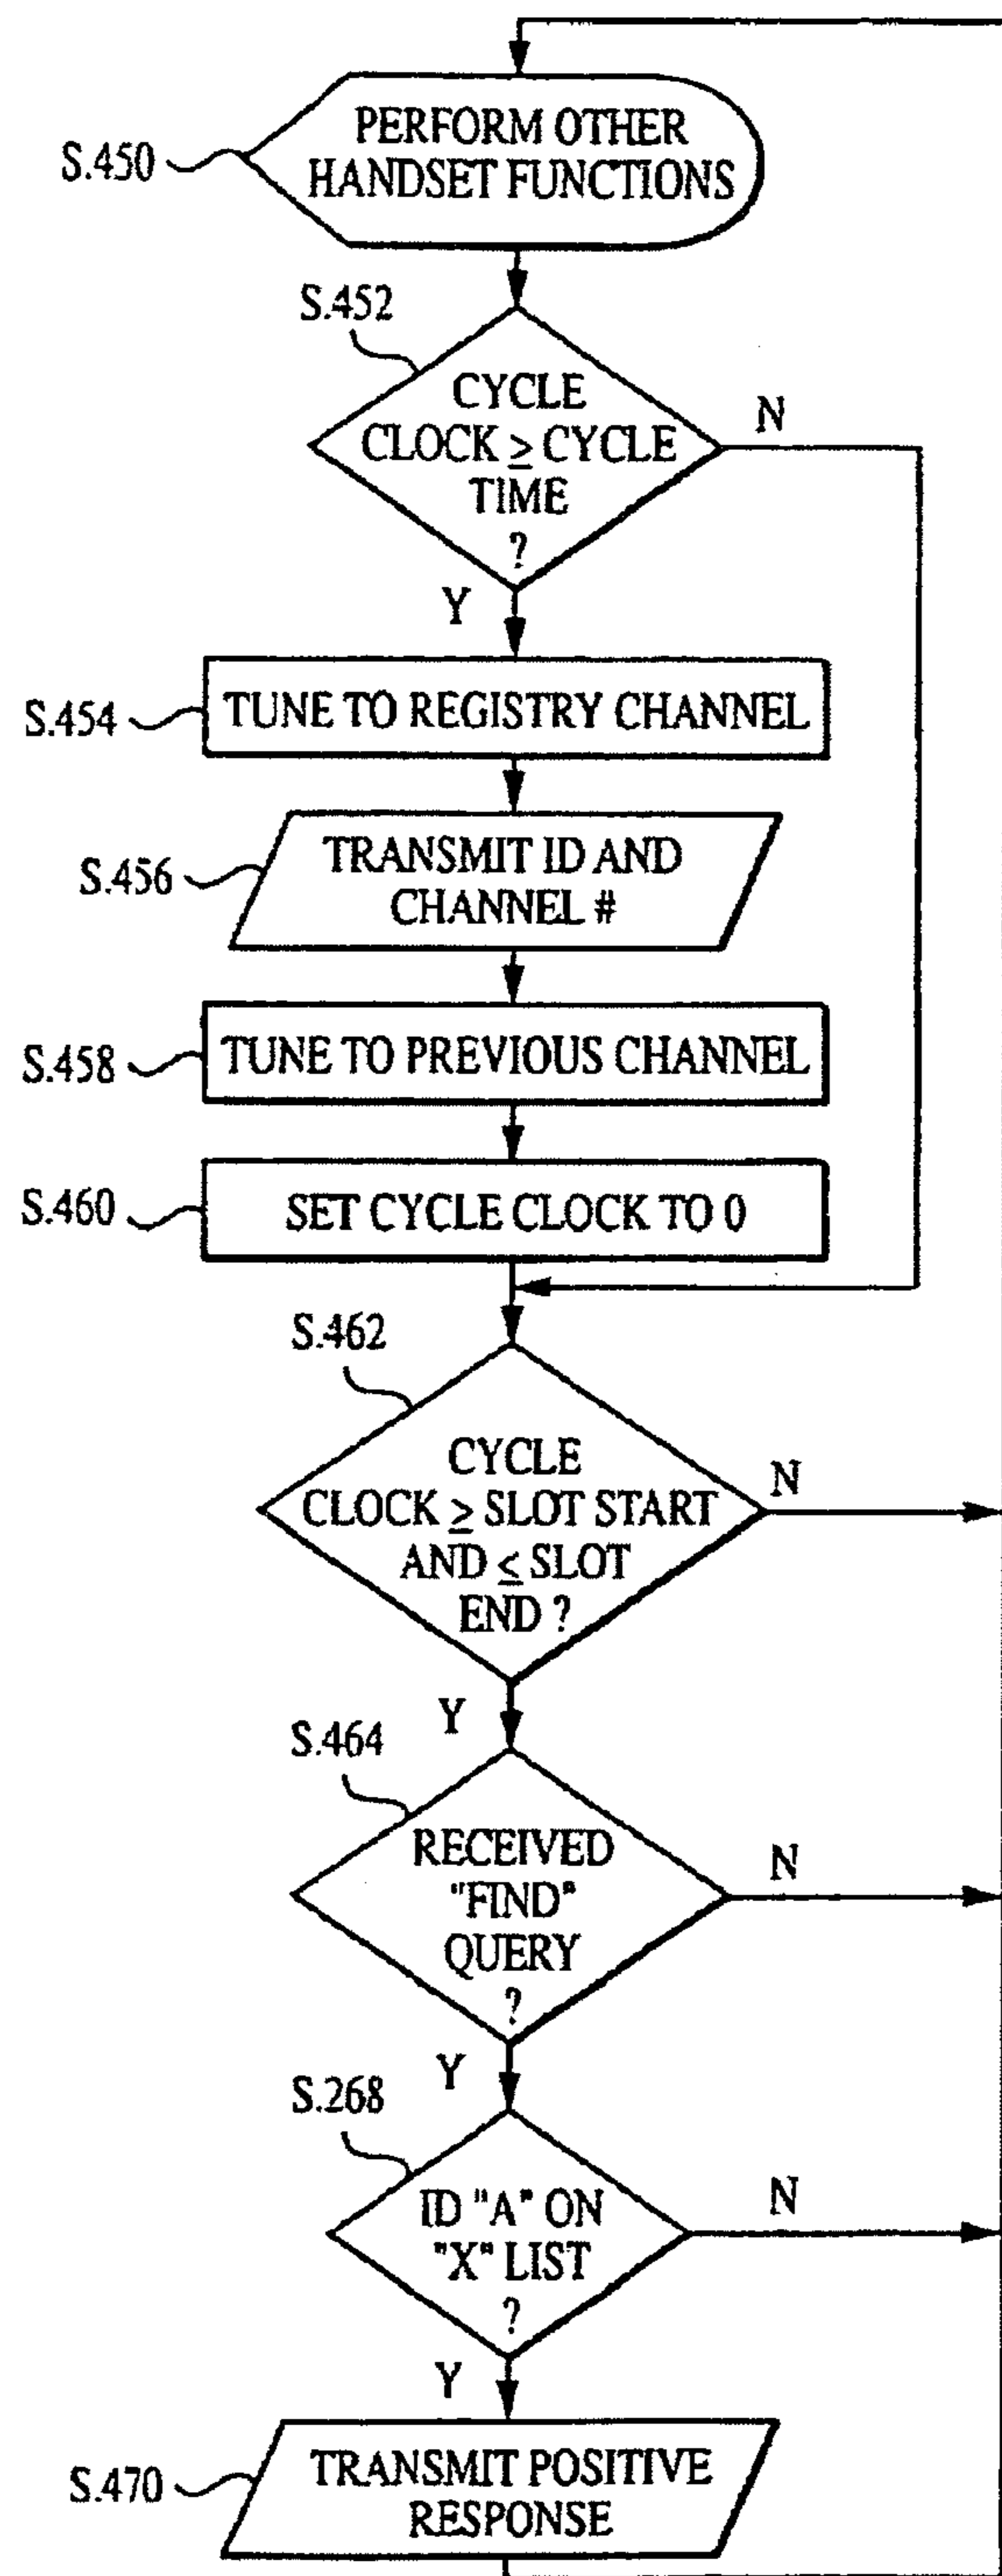 PERFORM OTHER
HANDSET FUNCTIONS
S.450
S.452
CYCLE
CLOCK ≥ CYCLE
TIME
?
N
Y
S.454
TUNE TO REGISTRY CHANNEL
S.456
TRANSMIT ID AND
CHANNEL #
S.458
TUNE TO PREVIOUS CHANNEL
S.460
SET CYCLE CLOCK TO 0
S.462
CYCLE
CLOCK ≥ SLOT START
AND ≤ SLOT
END ?
N
Y
S.464
RECEIVED
"FIND"
QUERY
?
N
Y
S.268
ID "A" ON
"X" LIST
?
N
Y
S.470
TRANSMIT POSITIVE
RESPONSE